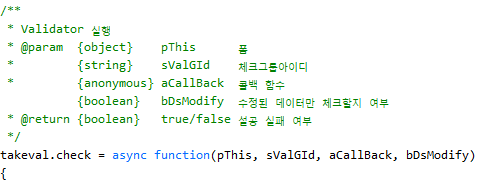 /**
 * Validator 실행
 * @param  {object}    pThis      폼
 *         {string}    sValGId    체크그룹아이디
 *         {anonymous} aCallBack  콜백 함수
           {boolean}   bDsModify  수정된 데이터만 체크할지 여부
 * @return {boolean}   true/false 성공 실패 여부
 */
takeval.check = async function(pThis, sValGId, aCallBack, bDsModify)
{